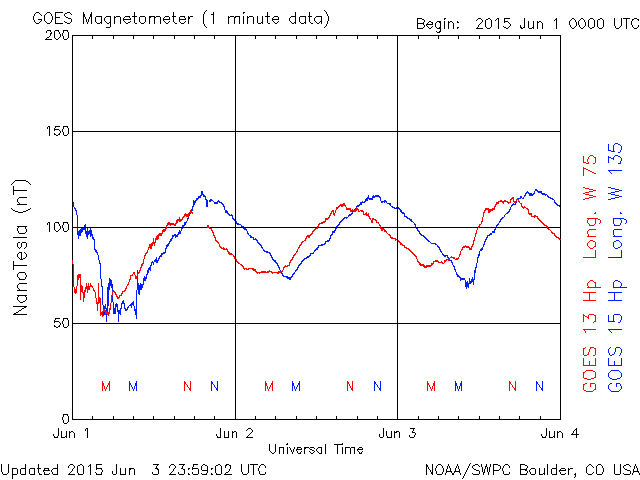 GOES Magnetometer (1 minute data)
Begin: 2015 Jun 1 0000 UTC
200
150
100
50
0
NanoTesla (nT)
M M N N M M N N M M N N
Jun 1 Jun 2 Jun 3 Jun 4
Universal Time
GOES 13 Hp Long. W 75
GOES 15 Hp Long. W 135
Updated 2015 Jun 3 23:59:02 UTC
NOAA/SWPC Boulder, CO USA